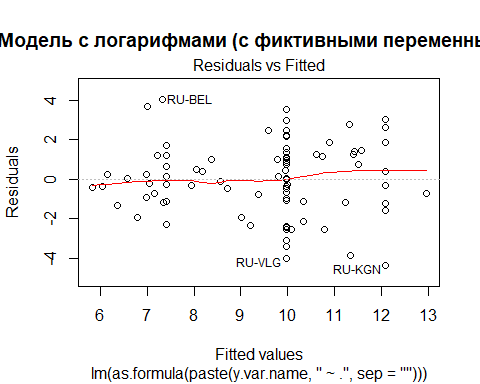 Модель с логарифмами (с фиктивными переменны
Residuals vs Fitted
Residuals
4
2
0
-2
-4
RU-BEL
RU-VLG
RU-KGN
6 7 8 9 10 11 12 13
Fitted values
lm(as.formula(paste(y.var.name, " ~ .", sep = "")))